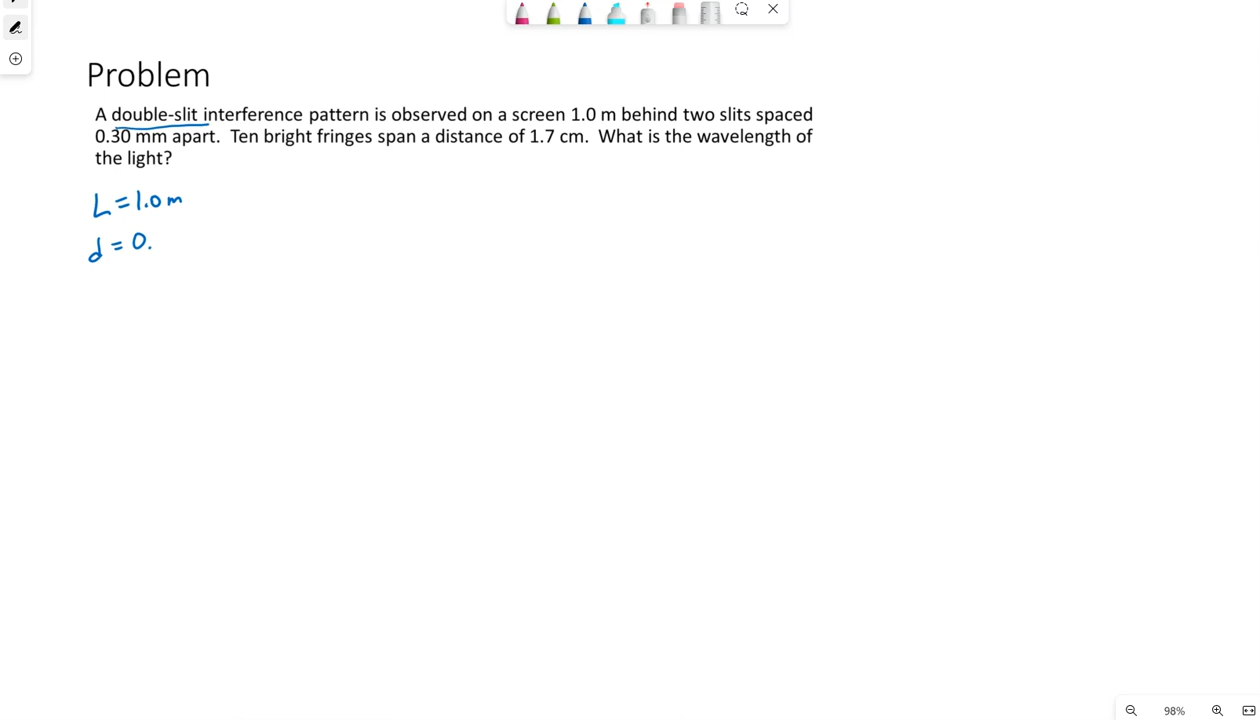 Problem
A double-slit interference pattern is observed on a screen 1.0 m behind two slits spaced
0.30 mm apart.  Ten bright fringes span a distance of 1.7 cm.  What is the wavelength of
the light?
L = 1.0 m
d = 0.
98%